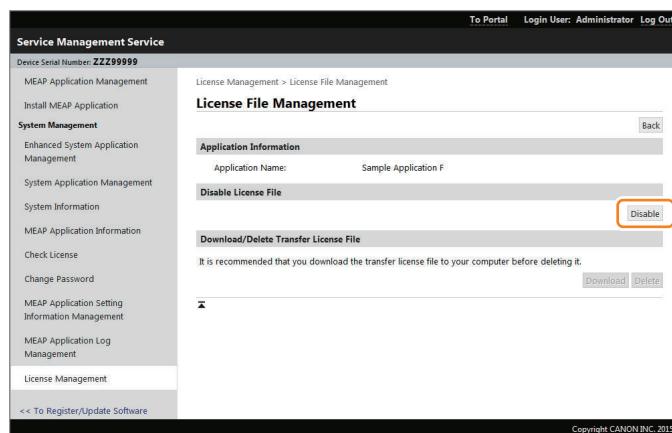 To Portal Login User: Administrator Log Out
Service Management Service
Device Serial Number: ZZZ99999
MEAP Application Management
Install MEAP Application
System Management
Enhanced System Application
Management
System Application Management
System Information
MEAP Application Information
Check License
Change Password
MEAP Application Setting
Information Management
MEAP Application Log
Management
License Management
<< To Register/Update Software
License Management > License File Management
License File Management
Back
Application Information
Application Name: Sample Application F
Disable License File
Disable
Download/Delete Transfer License File
It is recommended that you download the transfer license file to your computer before deleting it.
Download Delete
Copyright CANON INC. 2015